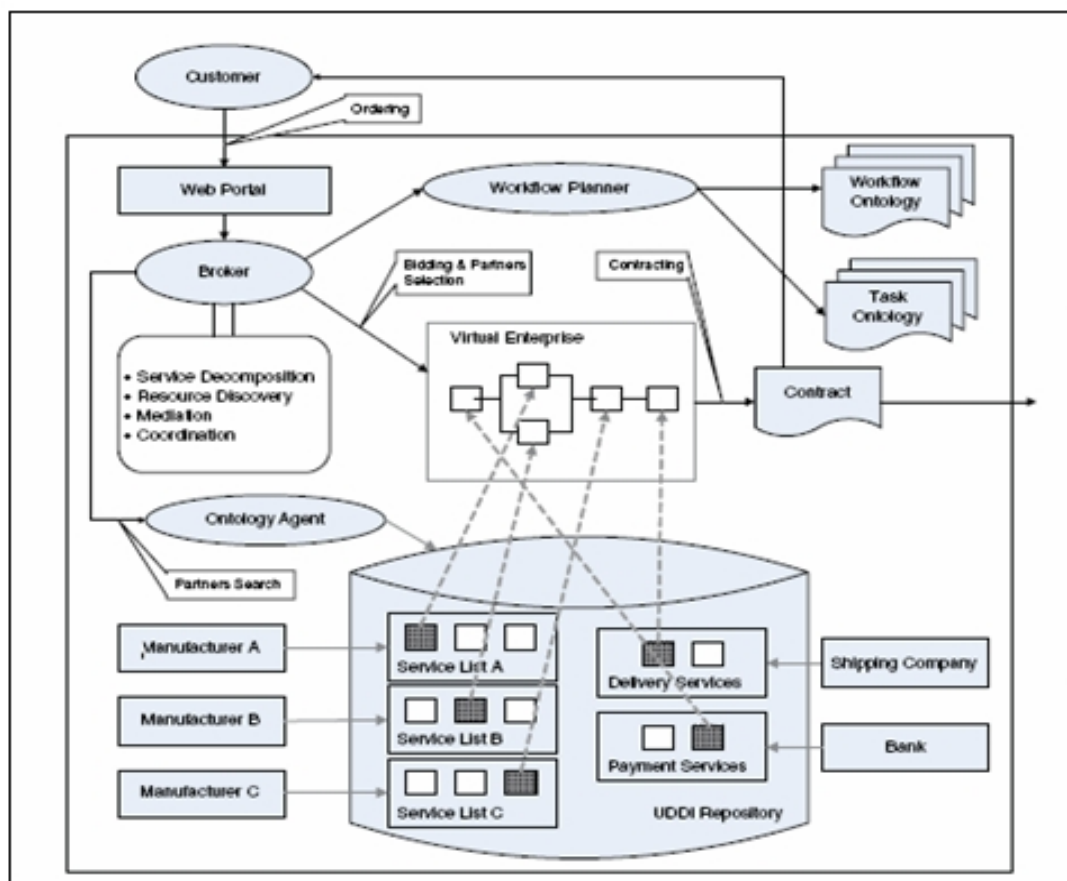 Customer
Ordering
Web Portal
Workflow Planner
Workflow
Ontology
Broker
Bidding & Partners
Selection
Contracting
Task
Ontology
Virtual Enterprise
• Service Decomposition
• Resource Discovery
• Mediation
• Coordination
Contract
Ontology Agent
Partners Search
Manufacturer A
Service List A
Delivery Services
Shipping Company
Manufacturer B
Service List B
Payment Services
Bank
Manufacturer C
Service List C
UDDI Repository